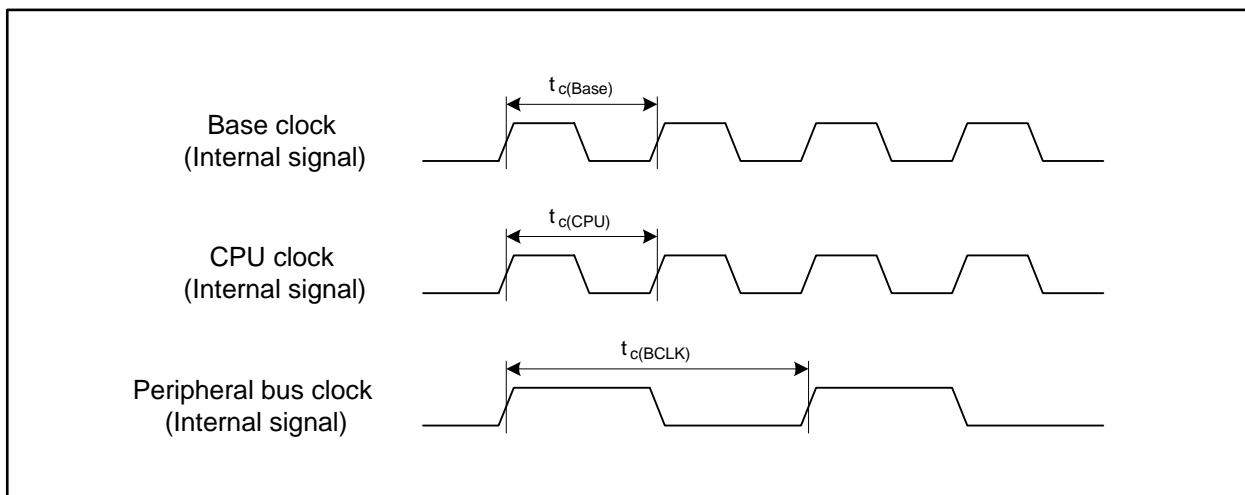 t c(Base)
Base clock
(Internal signal)
t c(CPU)
CPU clock
(Internal signal)
t c(BCLK)
Peripheral bus clock
(Internal signal)